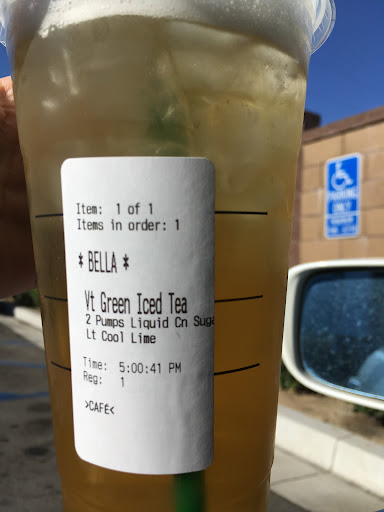 Item: 1 of 1
Items in order: 1
* BELLA *
Vt Green Iced Tea
2 Pumps Liquid Cn Suga
Lt Cool Lime
Time: 5:00:41 PM
Reg: 1
>CAFE<
PARKING
ONLY